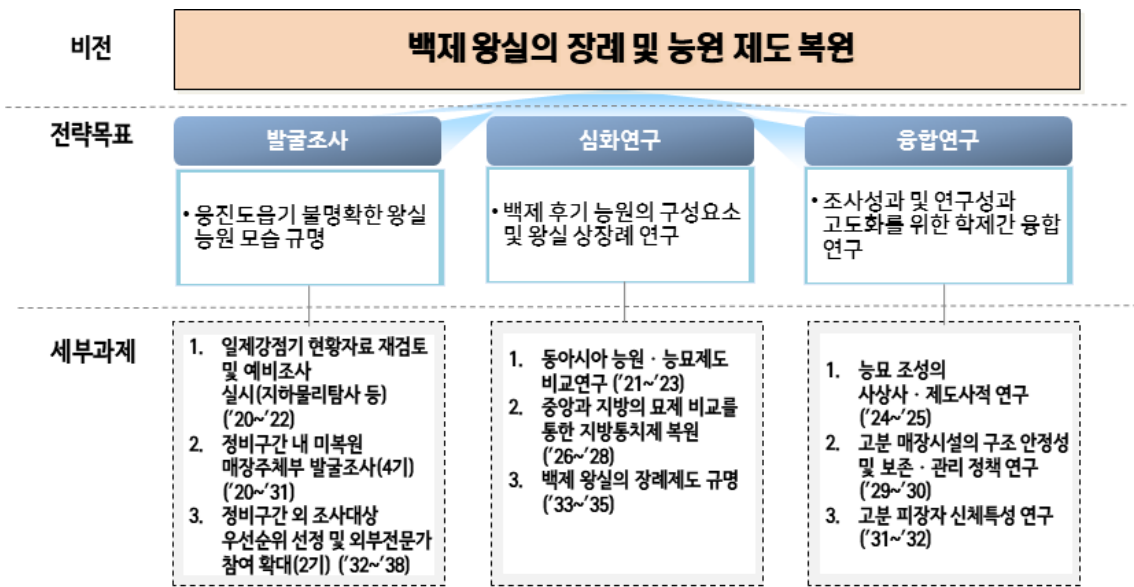 비전
백제 왕실의 장례 및 능원 제도 복원
전략목표
발굴조사
• 웅진도읍기 불명확한 왕실
능원 모습 규명
심화연구
• 백제 후기 능원의 구성요소
및 왕실 상장례 연구
융합연구
• 조사성과 및 연구성과
고도화를 위한 학제간 융합
연구
세부과제
1. 일제강점기 현황자료 재검토
및 예비조사
실시(지하물리탐사 등)
('20~'22)
2. 정비구간 내 미복원
매장주체부 발굴조사(4기)
('20~'31)
3. 정비구간 외 조사대상
우선순위 선정 및 외부전문가
참여 확대(2기) ('32~'38)
1. 동아시아 능원 · 능묘제도
비교연구 ('21~'23)
2. 중앙과 지방의 묘제 비교를
통한 지방통치제 복원
('26~'28)
3. 백제 왕실의 장례제도 규명
('33~'35)
1. 능묘 조성의
사상사 · 제도사적 연구
('24~'25)
2. 고분 매장시설의 구조 안정성
및 보존 · 관리 정책 연구
('29~'30)
3. 고분 피장자 신체특성 연구
('31~'32)